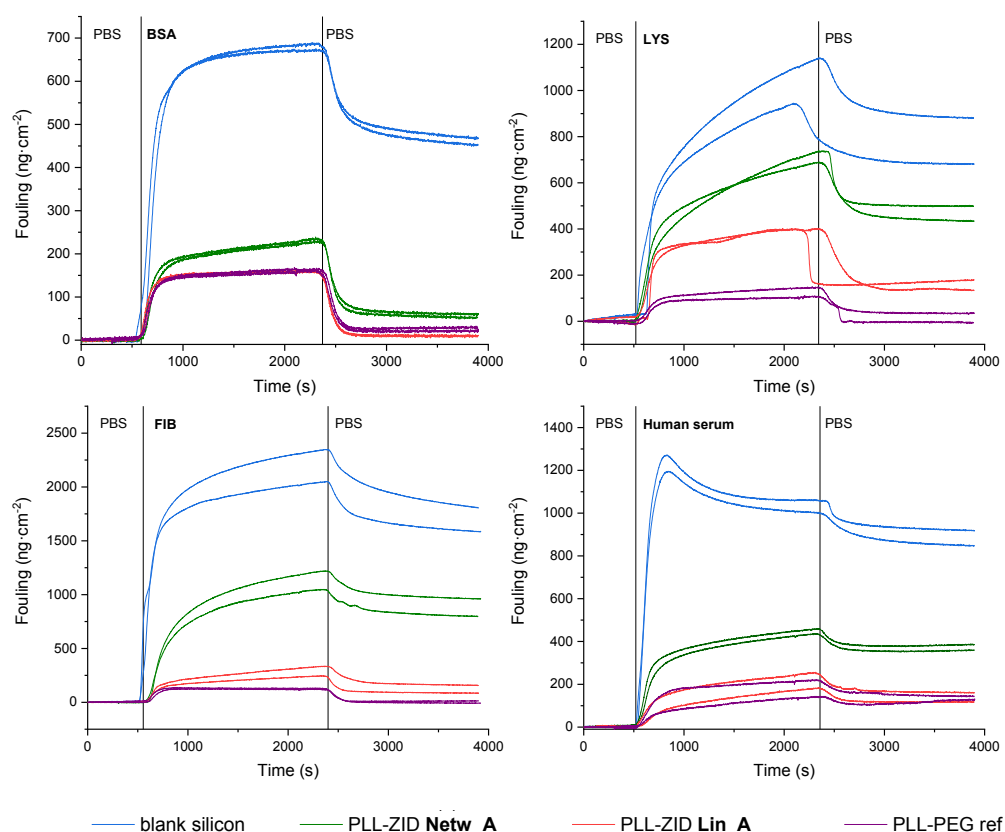 PBS BSA PBS
700
600
500
400
300
200
100
0
0 1000 2000 3000 4000
Time (s)
Fouling (ng·cm⁻²)
PBS LYS PBS
1200
1000
800
600
400
200
0
0 1000 2000 3000 4000
Time (s)
Fouling (ng·cm⁻²)
PBS FIB PBS
2500
2000
1500
1000
500
0
0 1000 2000 3000 4000
Time (s)
Fouling (ng·cm⁻²)
PBS Human serum PBS
1400
1200
1000
800
600
400
200
0
0 1000 2000 3000 4000
Time (s)
Fouling (ng·cm⁻²)
blank silicon PLL-ZID Netw_A PLL-ZID Lin_A PLL-PEG ref